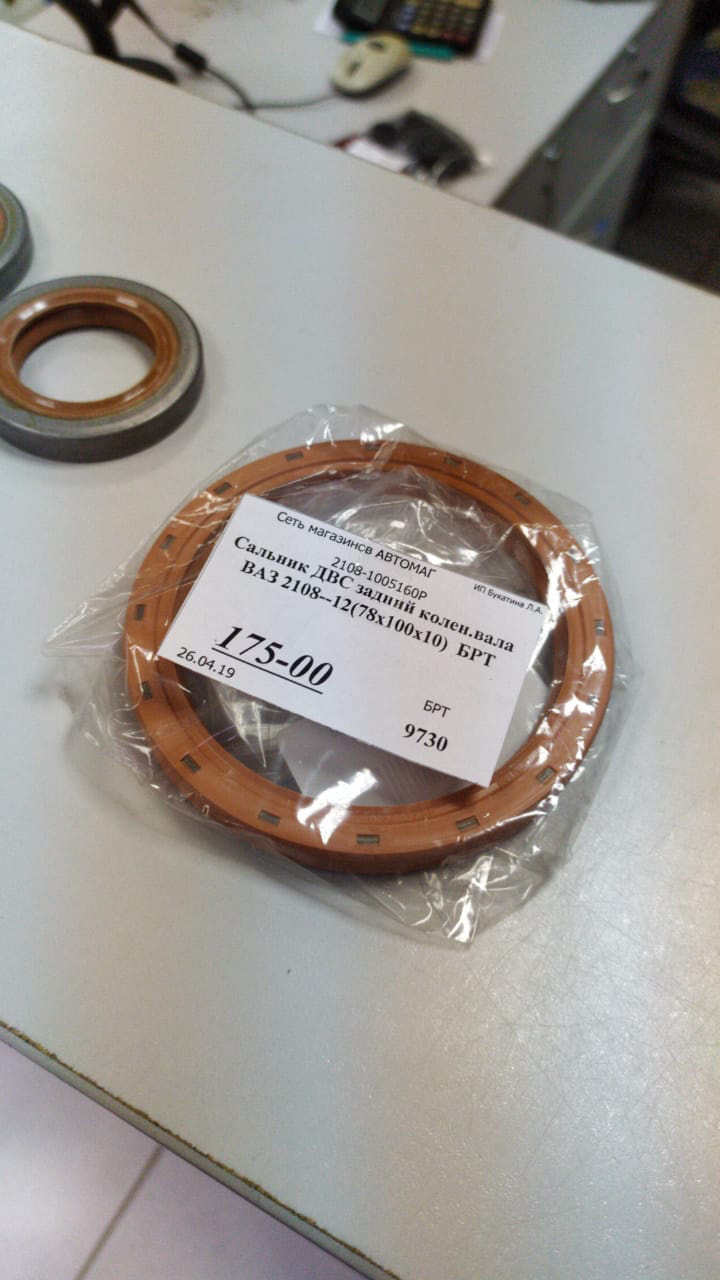 Сеть магазинов АВТОМАГ
2108-1005160Р
ИП Букатина Л.А.
Сальник ДВС задний колен.вала
ВАЗ 2108--12(78х100х10) БРТ
175-00
26.04.19
БРТ
9730